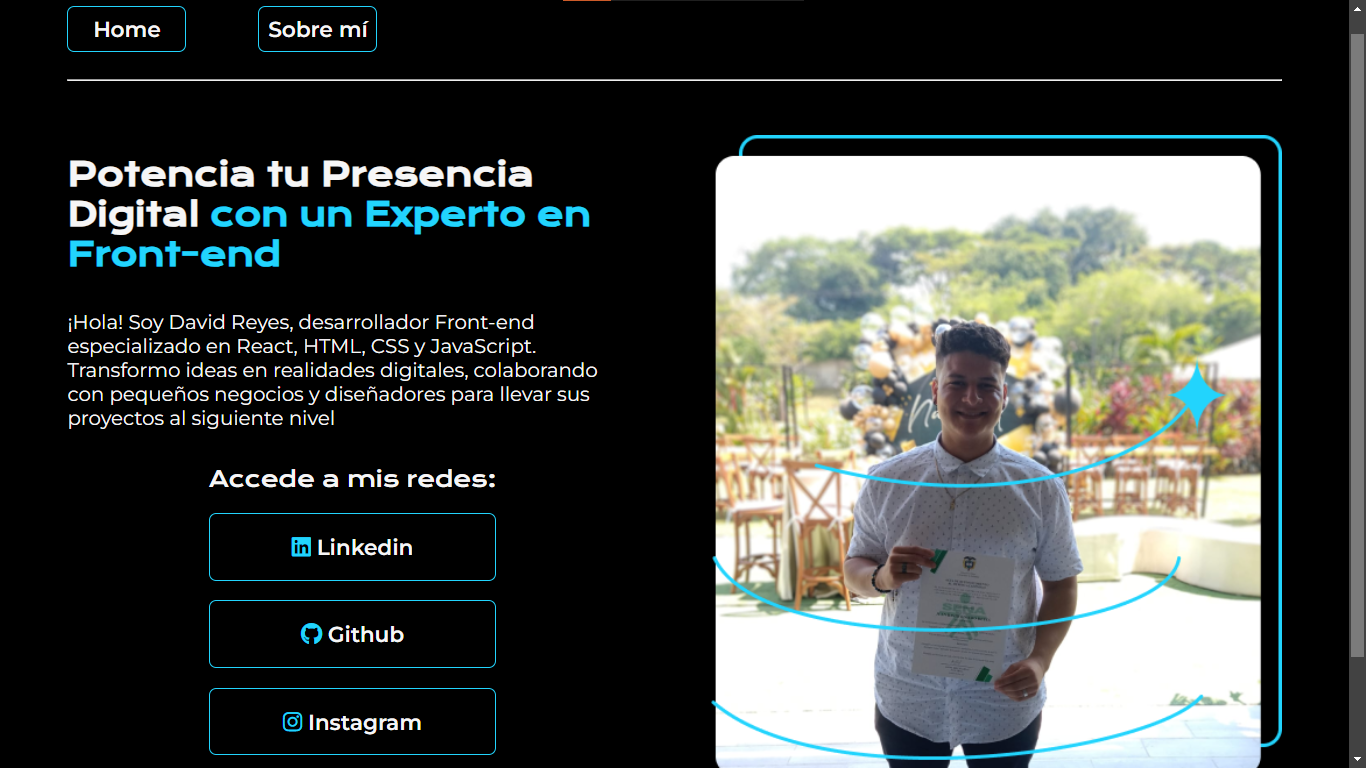 Home
Sobre mí
Potencia tu Presencia
Digital con un Experto en
Front-end
¡Hola! Soy David Reyes, desarrollador Front-end
especializado en React, HTML, CSS y JavaScript.
Transformo ideas en realidades digitales, colaborando
con pequeños negocios y diseñadores para llevar sus
proyectos al siguiente nivel
Accede a mis redes:
Linkedin
Github
Instagram
SENA